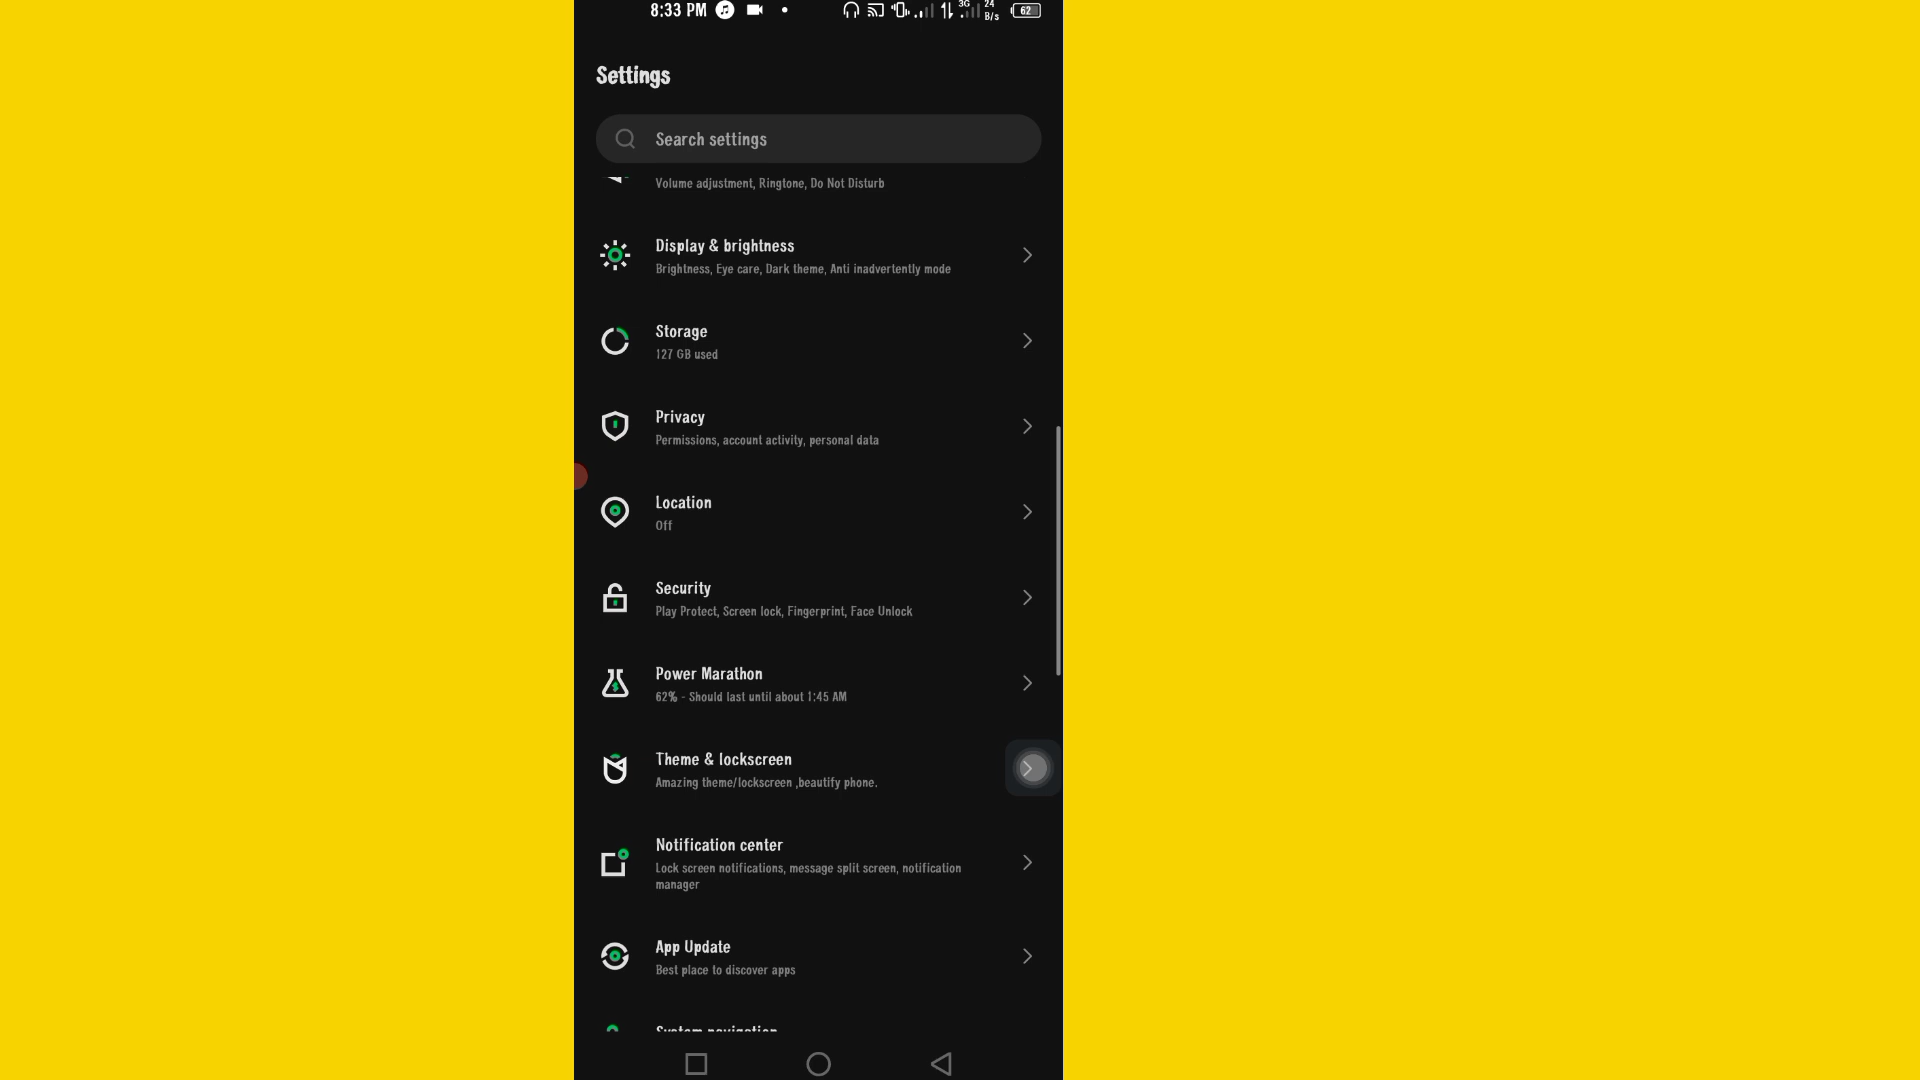 8:33 PM
3G
24
B/s
62
Settings
Search settings
Volume adjustment, Ringtone, Do Not Disturb
Display & brightness
Brightness, Eye care, Dark theme, Anti inadvertently mode
Storage
127 GB used
Privacy
Permissions, account activity, personal data
Location
Off
Security
Play Protect, Screen lock, Fingerprint, Face Unlock
Power Marathon
62% - Should last until about 1:45 AM
Theme & lockscreen
Amazing theme/lockscreen ,beautify phone.
Notification center
Lock screen notifications, message split screen, notification
manager
App Update
Best place to discover apps
System navigation